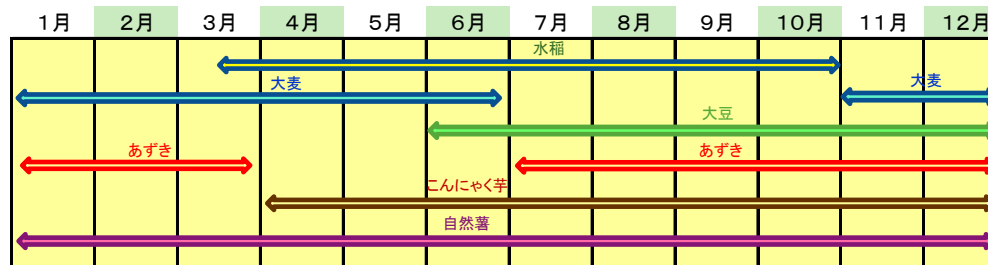 1月 2月 3月 4月 5月 6月 7月 8月 9月 10月 11月 12月
水稲
大麦 大麦
大豆
あずき あずき
こんにゃく芋
自然薯